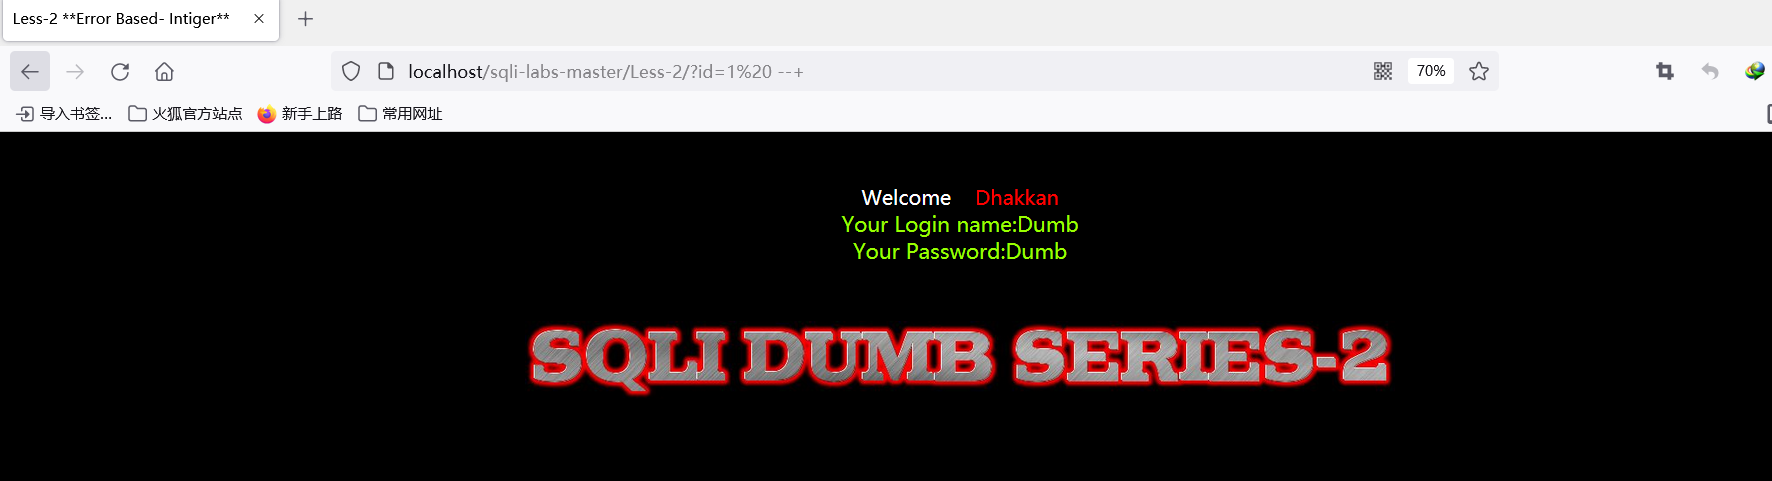 Less-2 **Error Based- Intiger**
localhost/sqli-labs-master/Less-2/?id=1%20 --+
70%
导入书签...
火狐官方站点
新手上路
常用网址
Welcome Dhakkan
Your Login name:Dumb
Your Password:Dumb
SQLI DUMB SERIES-2